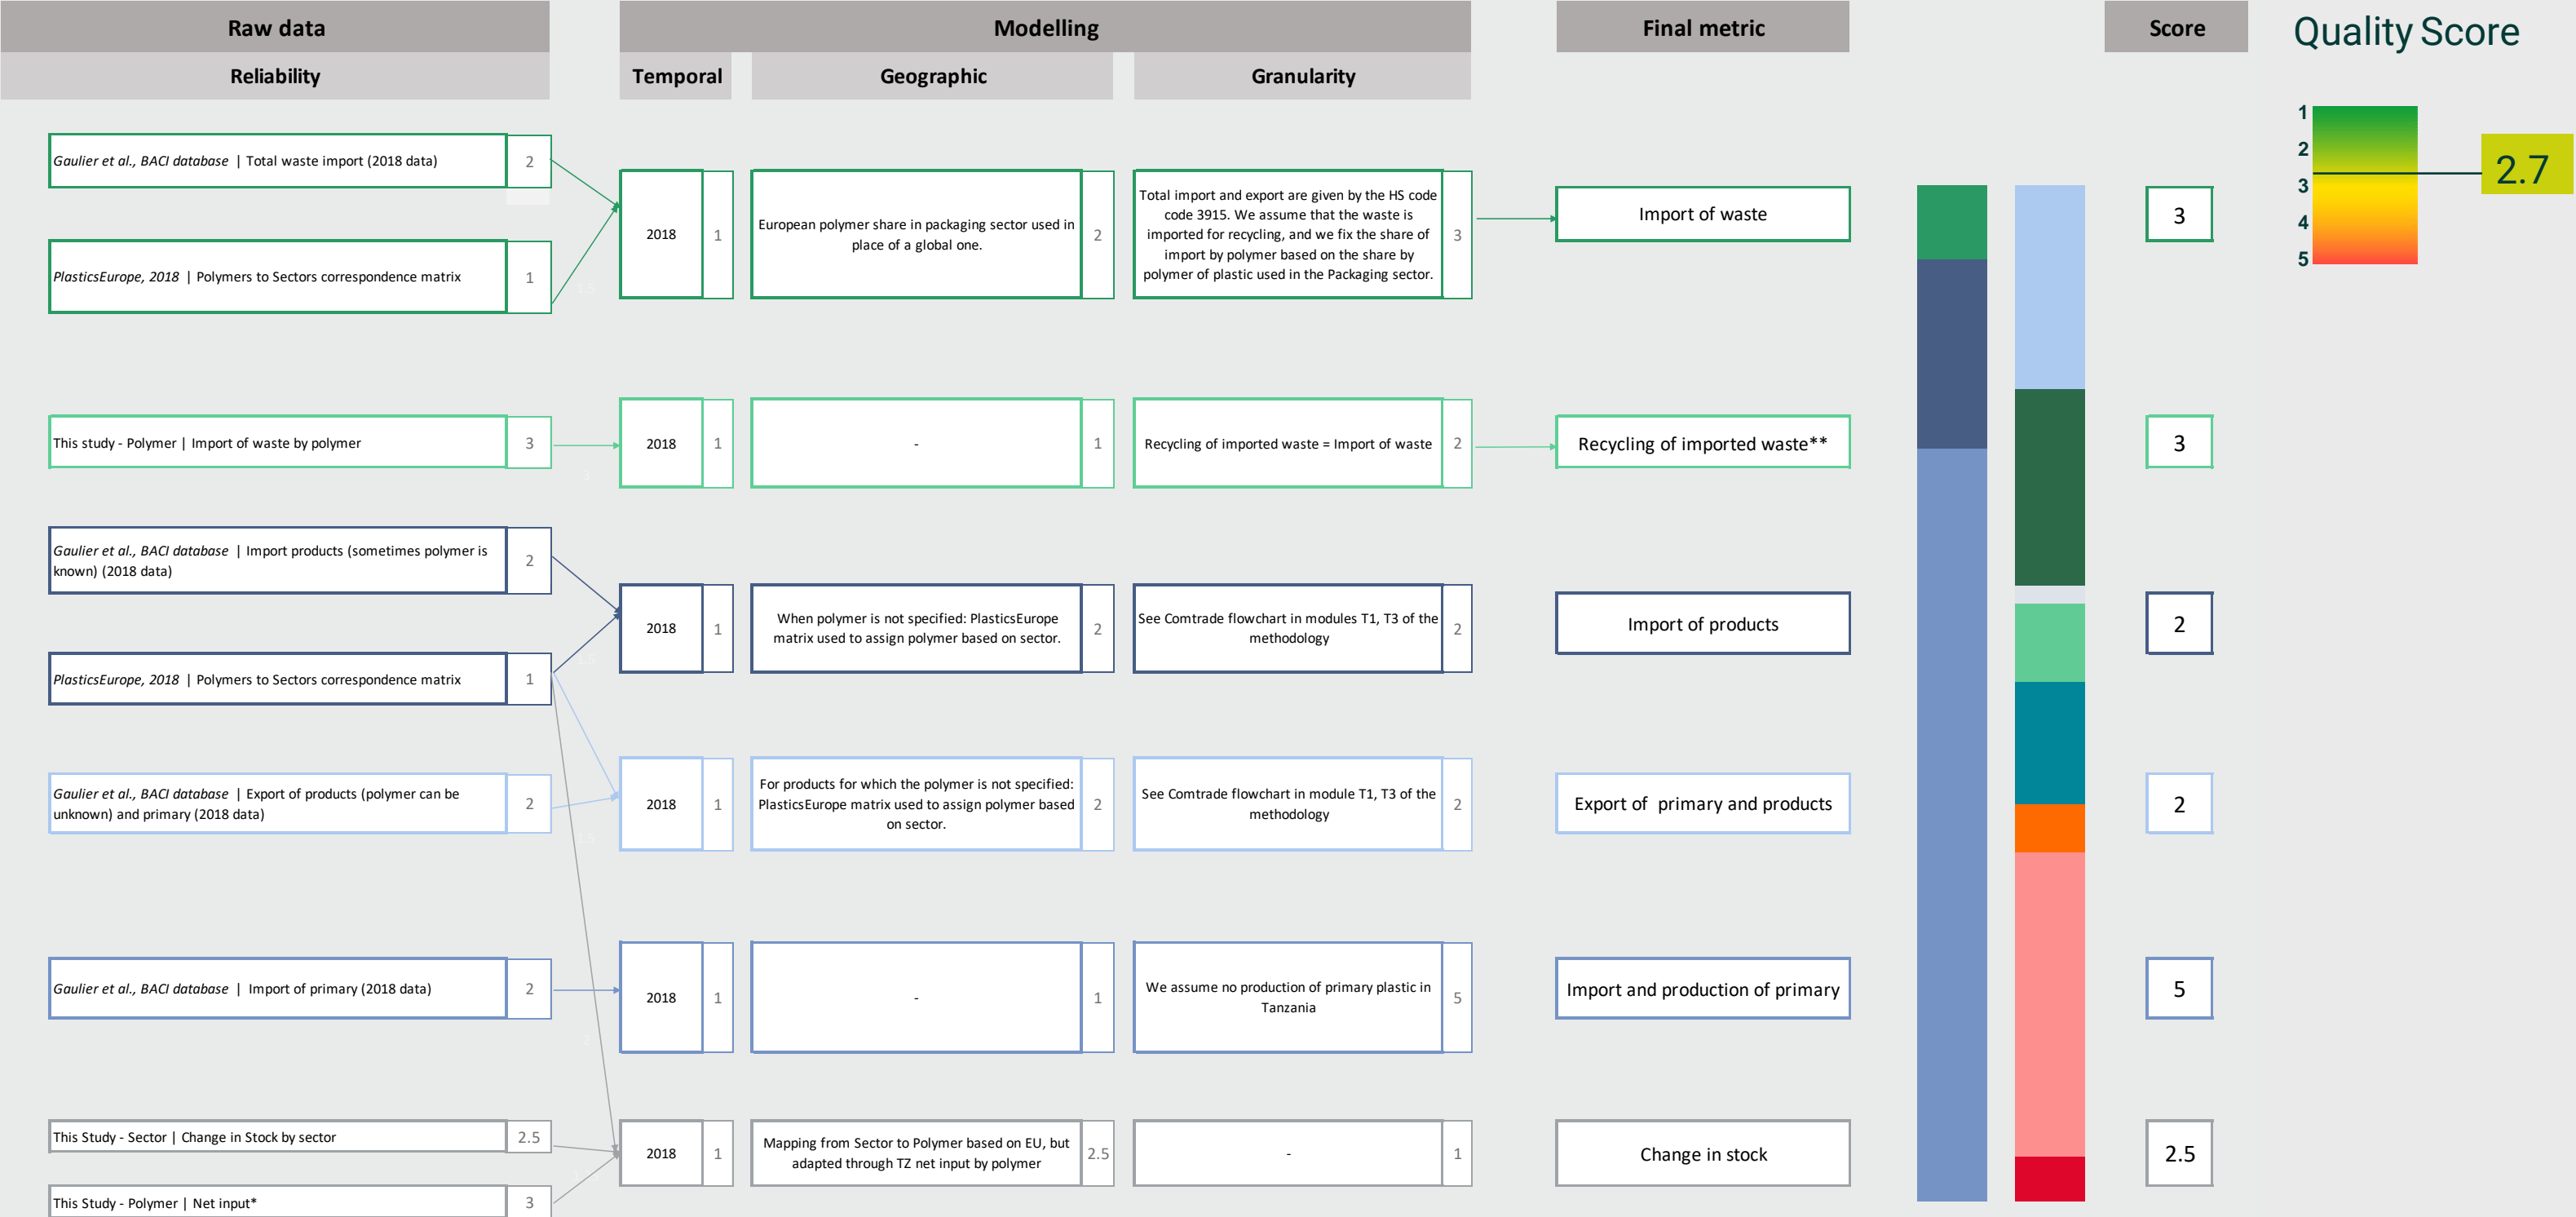 Raw data
Modelling
Final metric
Score
Quality Score
Reliability
Temporal
Geographic
Granularity
1
2
3
4
5
2.7
Gaulier et al., BACI database | Total waste import (2018 data)
2
PlasticsEurope, 2018 | Polymers to Sectors correspondence matrix
1
1.5
2018
1
European polymer share in packaging sector used in
place of a global one.
2
Total import and export are given by the HS code
code 3915. We assume that the waste is
imported for recycling, and we fix the share of
import by polymer based on the share by
polymer of plastic used in the Packaging sector.
3
Import of waste
3
This study - Polymer | Import of waste by polymer
3
3
2018
1
-
1
Recycling of imported waste = Import of waste
2
Recycling of imported waste**
3
Gaulier et al., BACI database | Import products (sometimes polymer is
known) (2018 data)
2
PlasticsEurope, 2018 | Polymers to Sectors correspondence matrix
1
1.5
2018
1
When polymer is not specified: PlasticsEurope
matrix used to assign polymer based on sector.
2
See Comtrade flowchart in modules T1, T3 of the
methodology
2
Import of products
2
Gaulier et al., BACI database | Export of products (polymer can be
unknown) and primary (2018 data)
2
1.5
2018
1
For products for which the polymer is not specified:
PlasticsEurope matrix used to assign polymer based
on sector.
2
See Comtrade flowchart in module T1, T3 of the
methodology
2
Export of primary and products
2
Gaulier et al., BACI database | Import of primary (2018 data)
2
2
2018
1
-
1
We assume no production of primary plastic in
Tanzania
5
Import and production of primary
5
This Study - Sector | Change in Stock by sector
2.5
This Study - Polymer | Net input*
3
2018
1
Mapping from Sector to Polymer based on EU, but
adapted through TZ net input by polymer
2.5
-
1
Change in stock
2.5